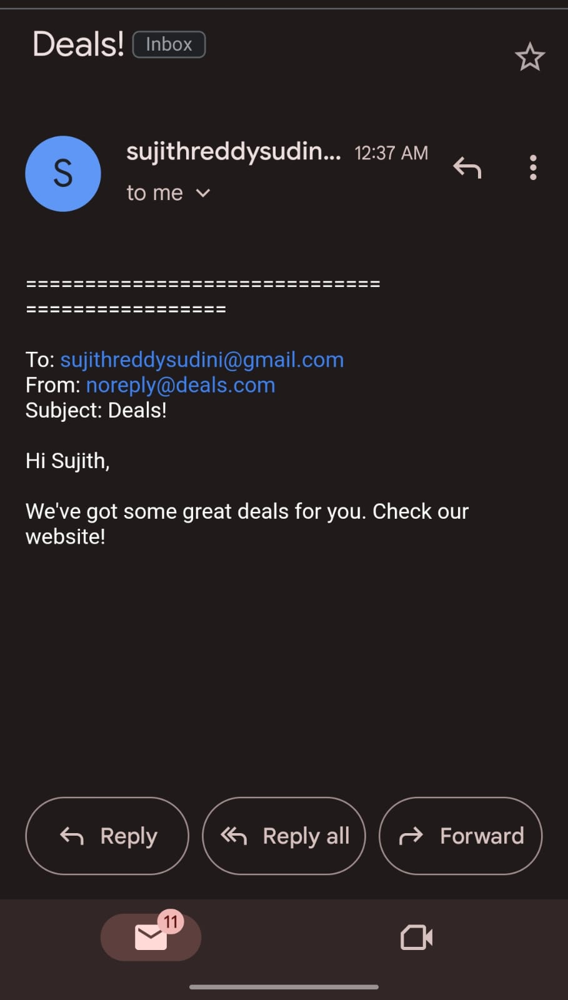 Deals! Inbox
S
sujithreddysudin... 12:37 AM
to me
==============================
=================
To: sujithreddysudini@gmail.com
From: noreply@deals.com
Subject: Deals!
Hi Sujith,
We've got some great deals for you. Check our
website!
Reply Reply all Forward
11